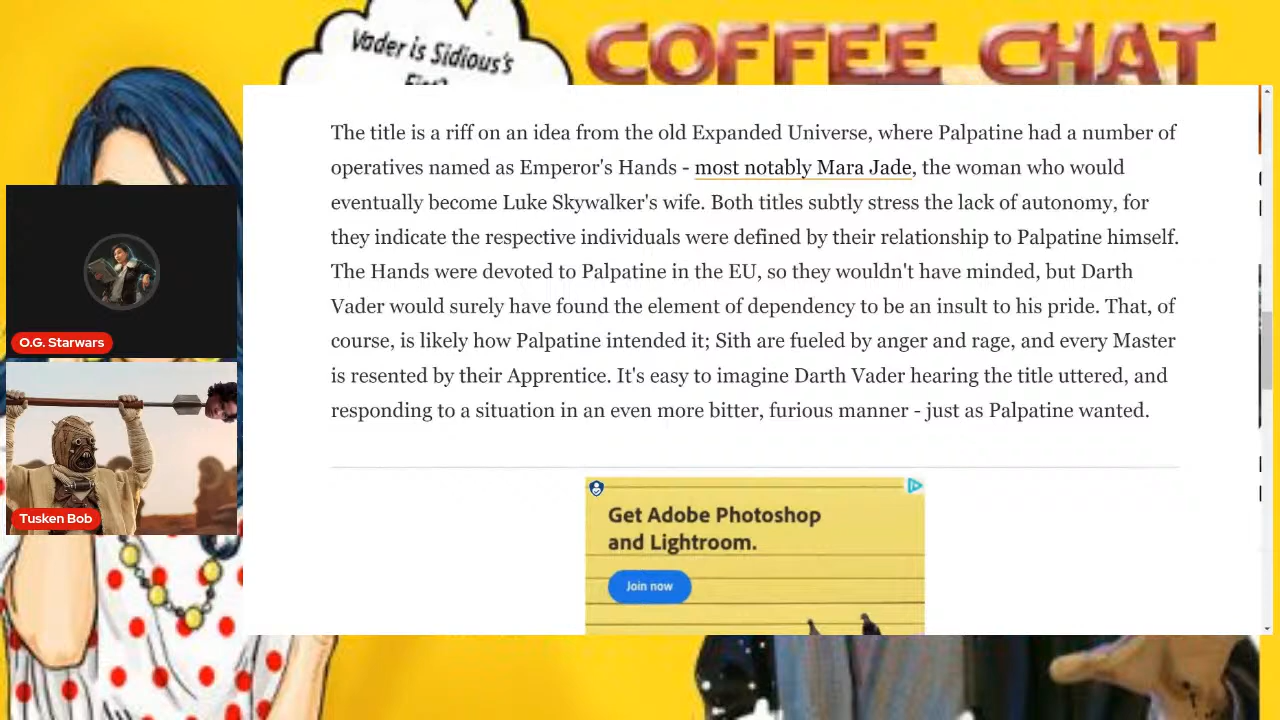 Vader is Sidious's
COFFEE CHAT
The title is a riff on an idea from the old Expanded Universe, where Palpatine had a number of
operatives named as Emperor's Hands - most notably Mara Jade, the woman who would
eventually become Luke Skywalker's wife. Both titles subtly stress the lack of autonomy, for
they indicate the respective individuals were defined by their relationship to Palpatine himself.
The Hands were devoted to Palpatine in the EU, so they wouldn't have minded, but Darth
Vader would surely have found the element of dependency to be an insult to his pride. That, of
course, is likely how Palpatine intended it; Sith are fueled by anger and rage, and every Master
is resented by their Apprentice. It's easy to imagine Darth Vader hearing the title uttered, and
responding to a situation in an even more bitter, furious manner - just as Palpatine wanted.
O.G. Starwars
Tusken Bob
Get Adobe Photoshop
and Lightroom.
Join now